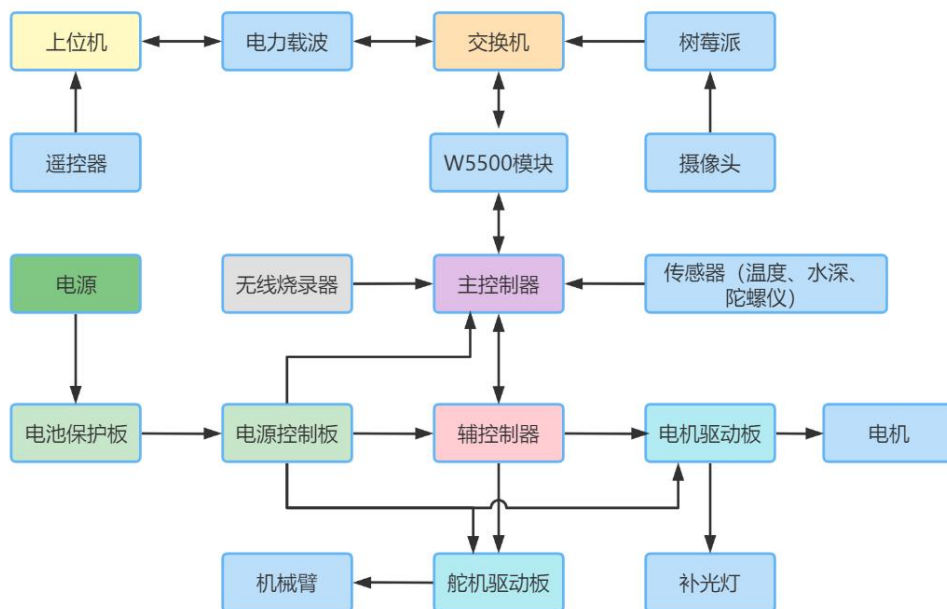 上位机
电力载波
交换机
树莓派
遥控器
W5500模块
摄像头
电源
无线烧录器
主控制器
传感器（温度、水深、
陀螺仪）
电池保护板
电源控制板
辅控制器
电机驱动板
电机
机械臂
舵机驱动板
补光灯